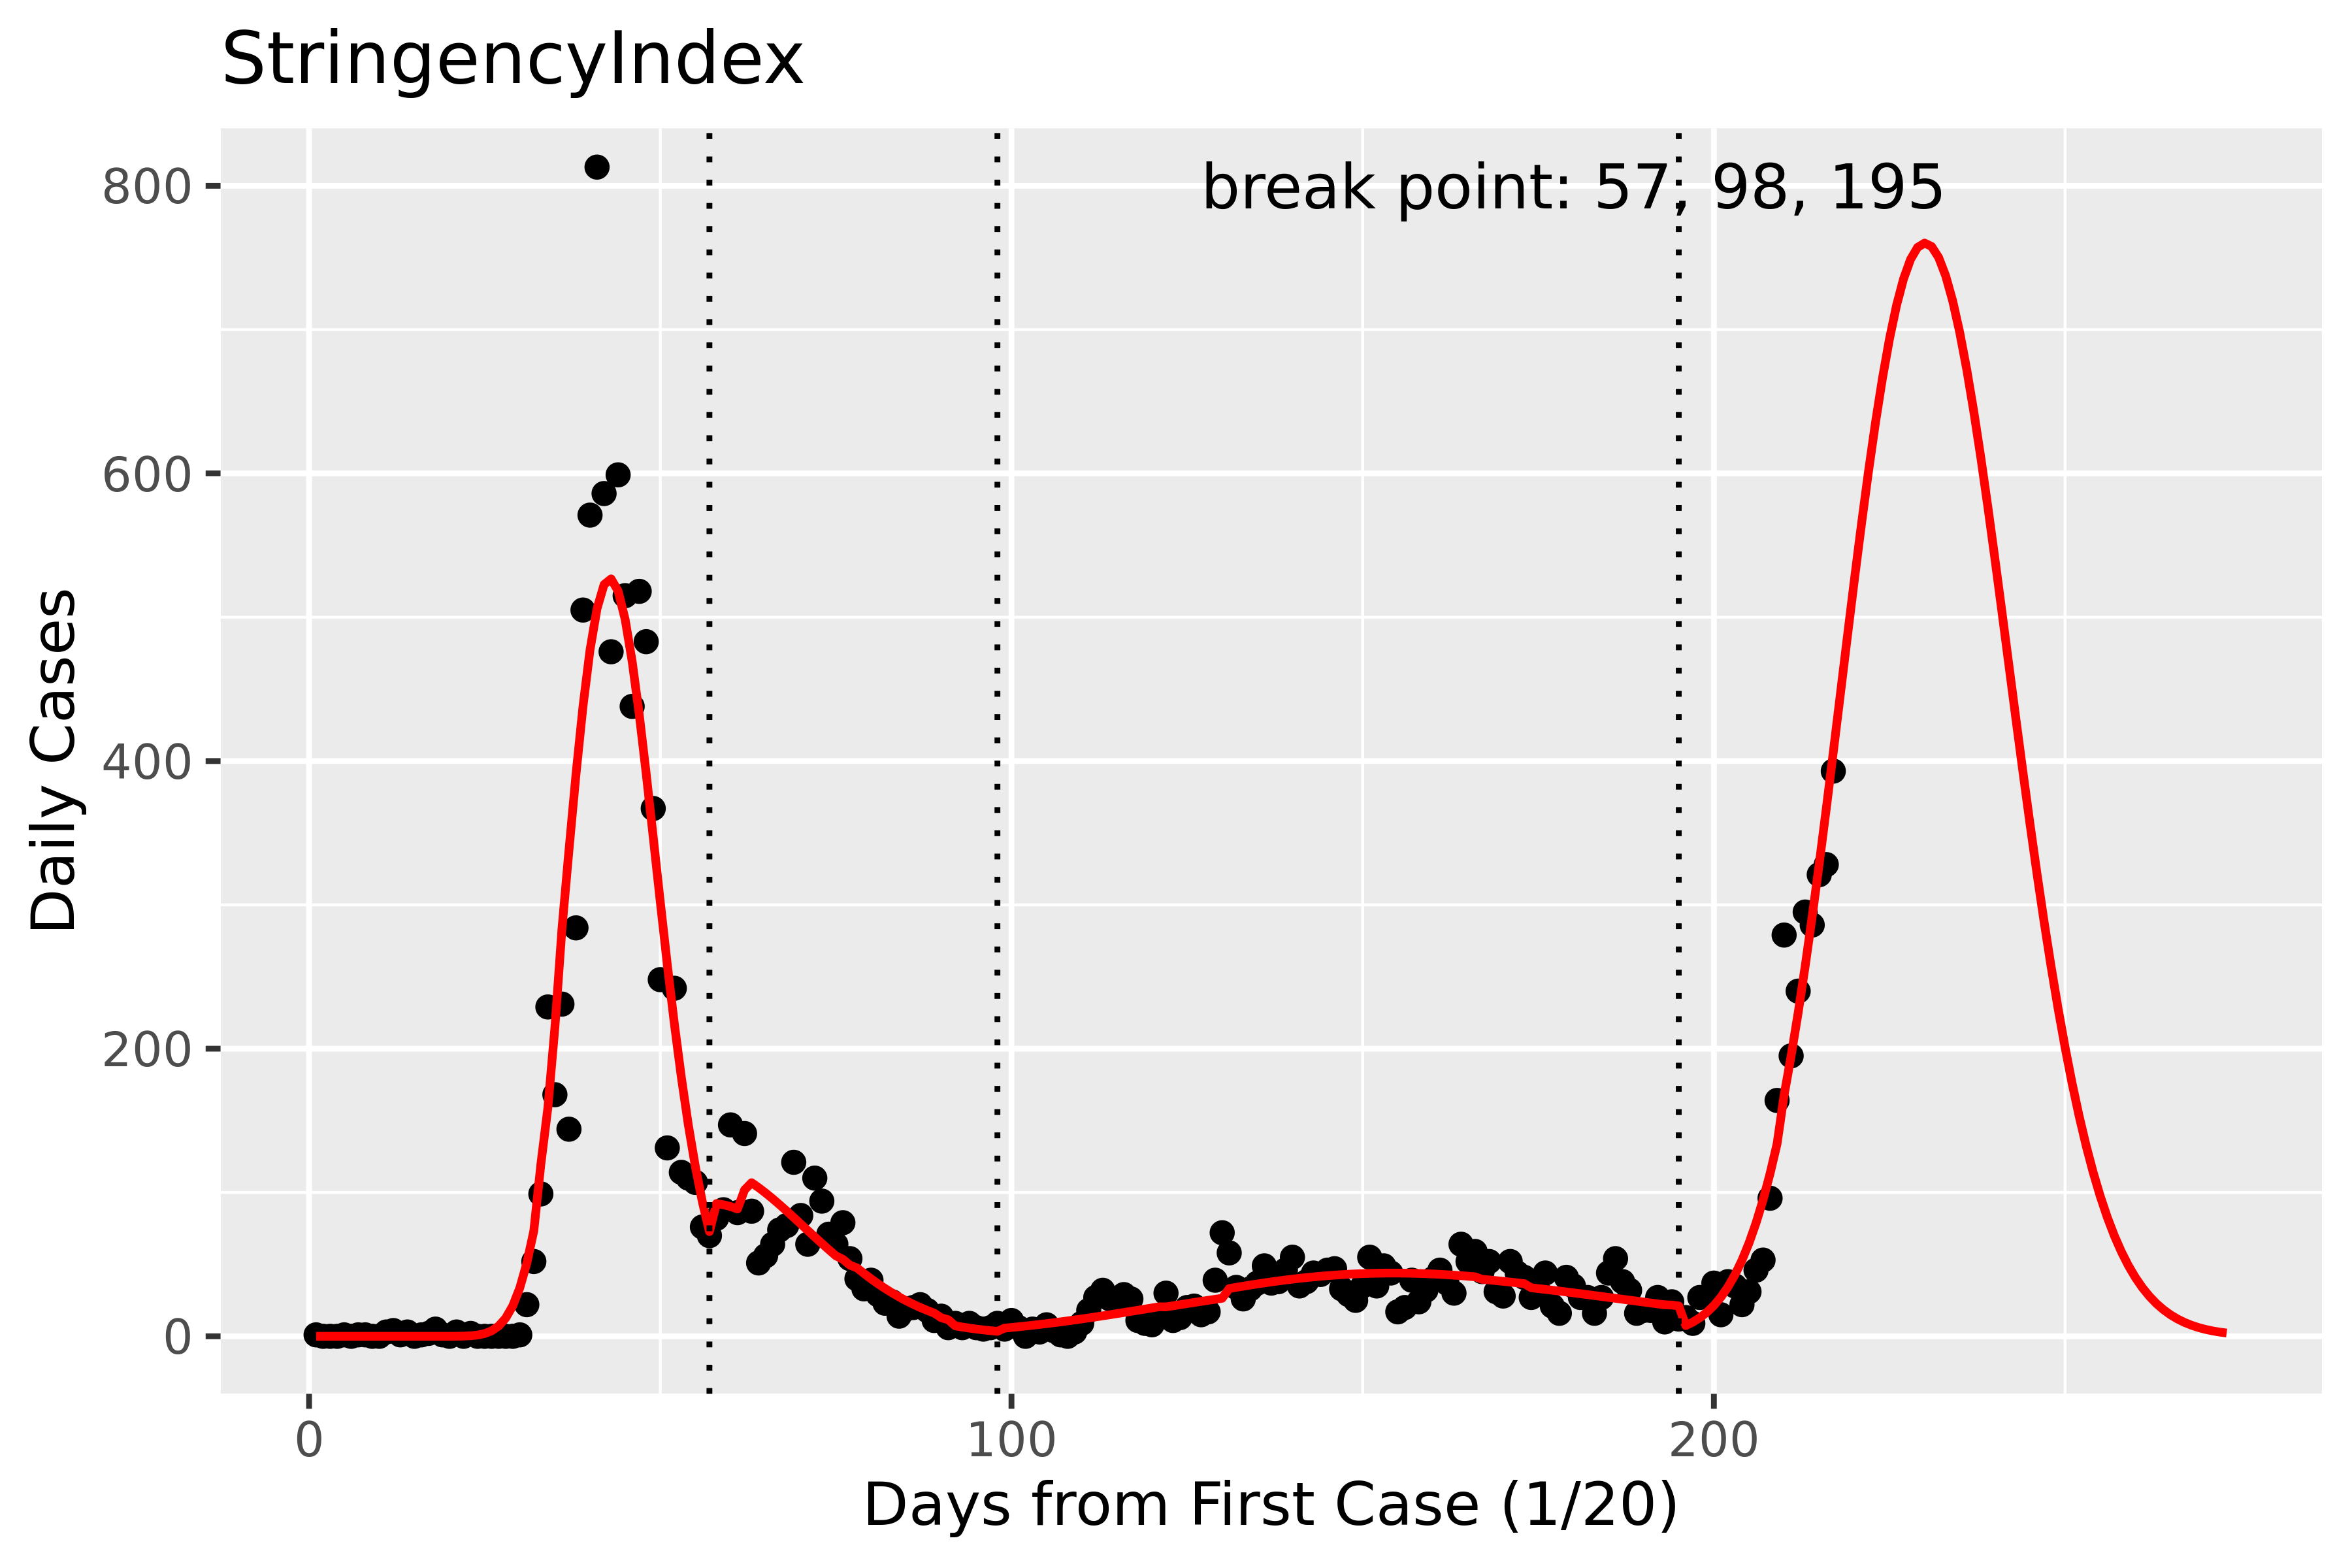 StringencyIndex
break point: 57, 98, 195
Daily Cases
800
600
400
200
0
0 100 200
Days from First Case (1/20)